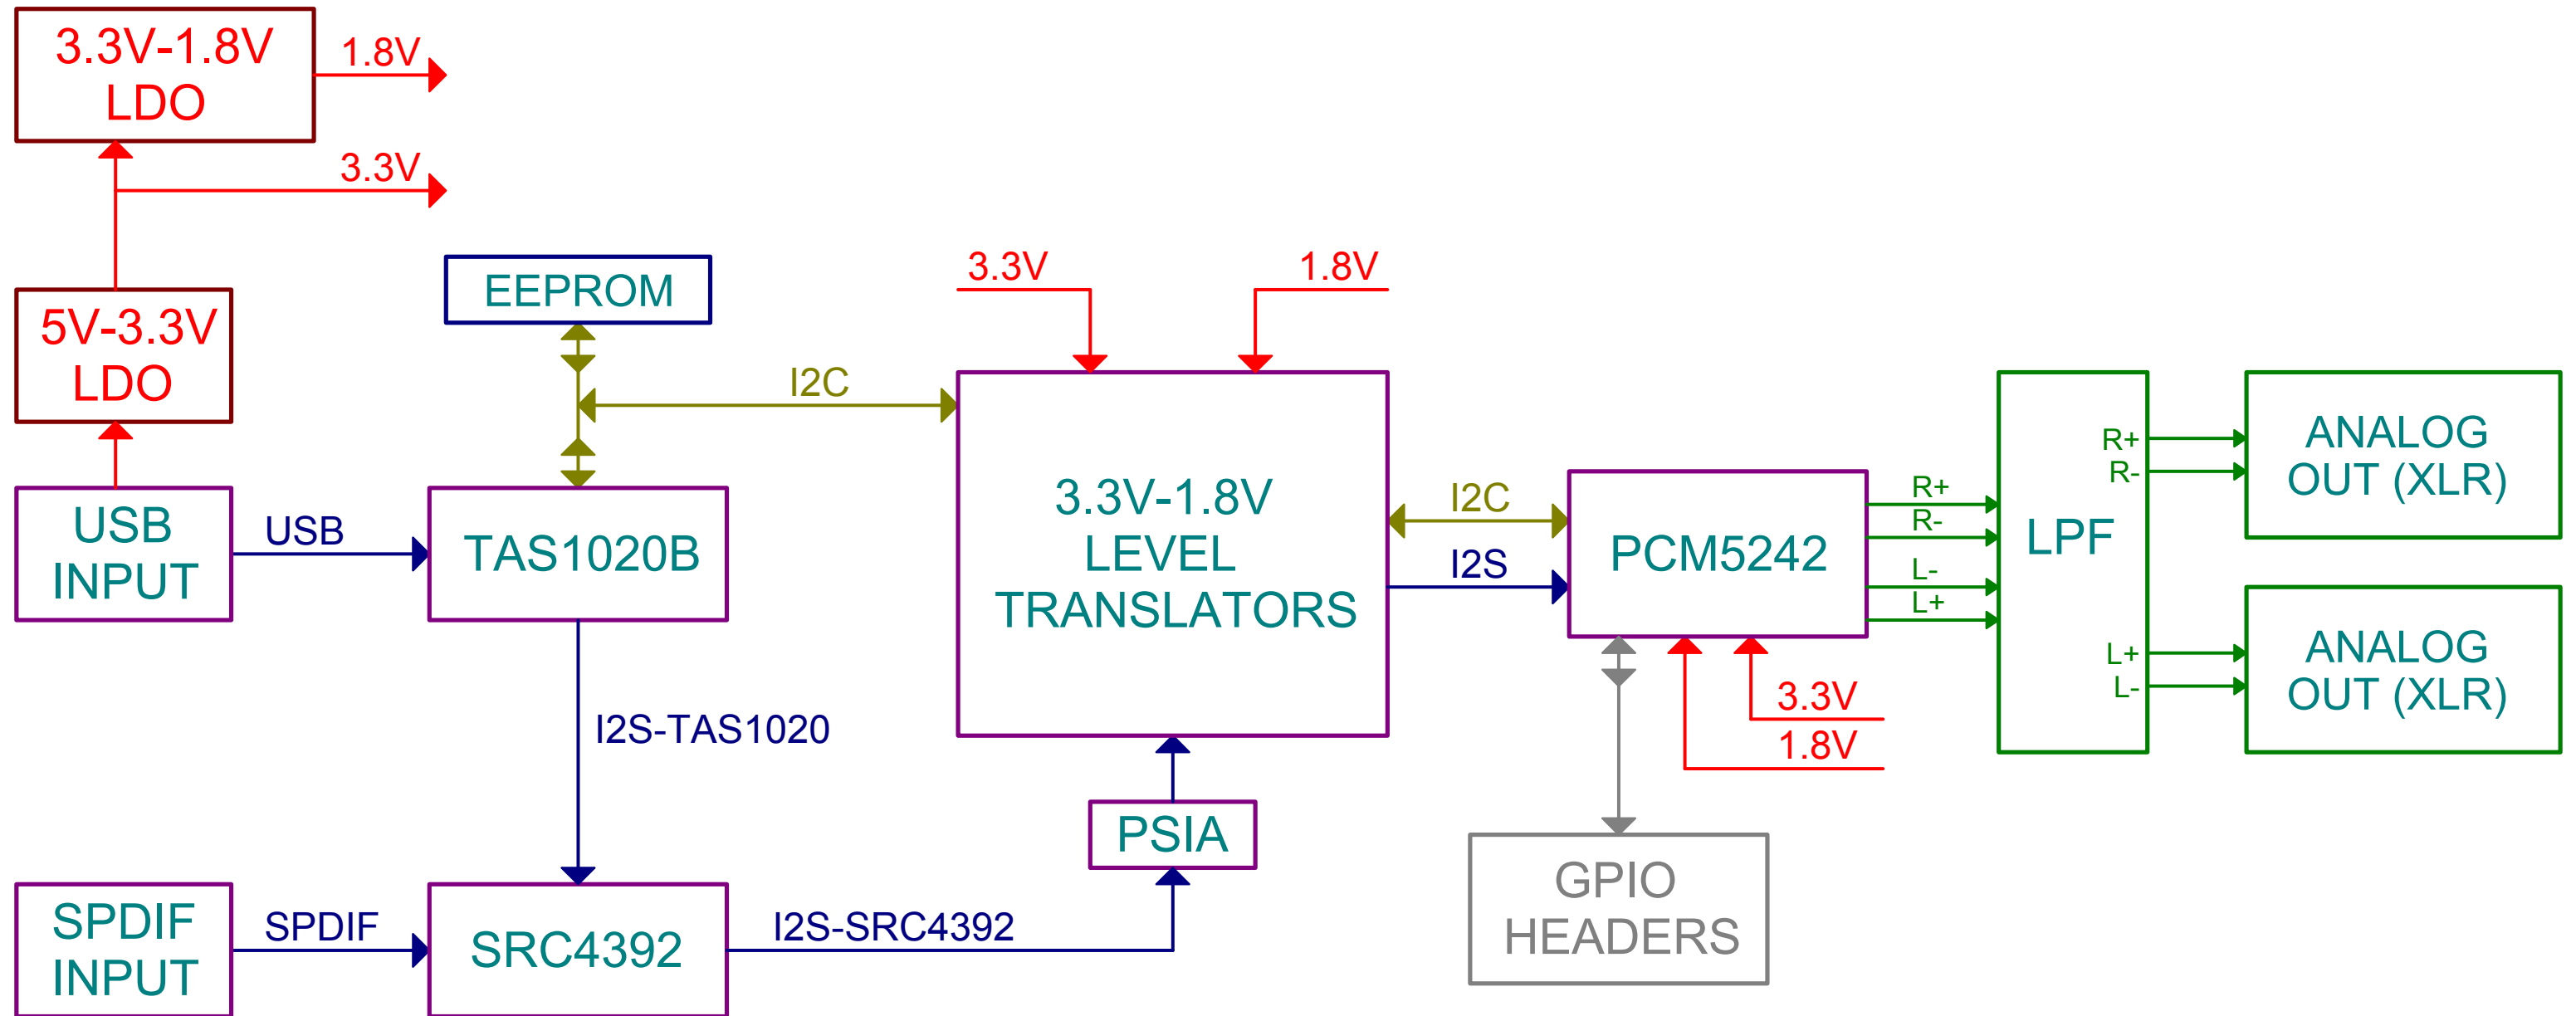 3.3V-1.8V
LDO
1.8V
3.3V
5V-3.3V
LDO
USB
INPUT
USB
EEPROM
I2C
TAS1020B
I2S-TAS1020
SPDIF
INPUT
SPDIF
SRC4392
I2S-SRC4392
PSIA
3.3V
1.8V
3.3V-1.8V
LEVEL
TRANSLATORS
I2C
I2S
PCM5242
3.3V
1.8V
GPIO
HEADERS
R+
R-
L-
L+
LPF
R+
R-
L+
L-
ANALOG
OUT (XLR)
ANALOG
OUT (XLR)